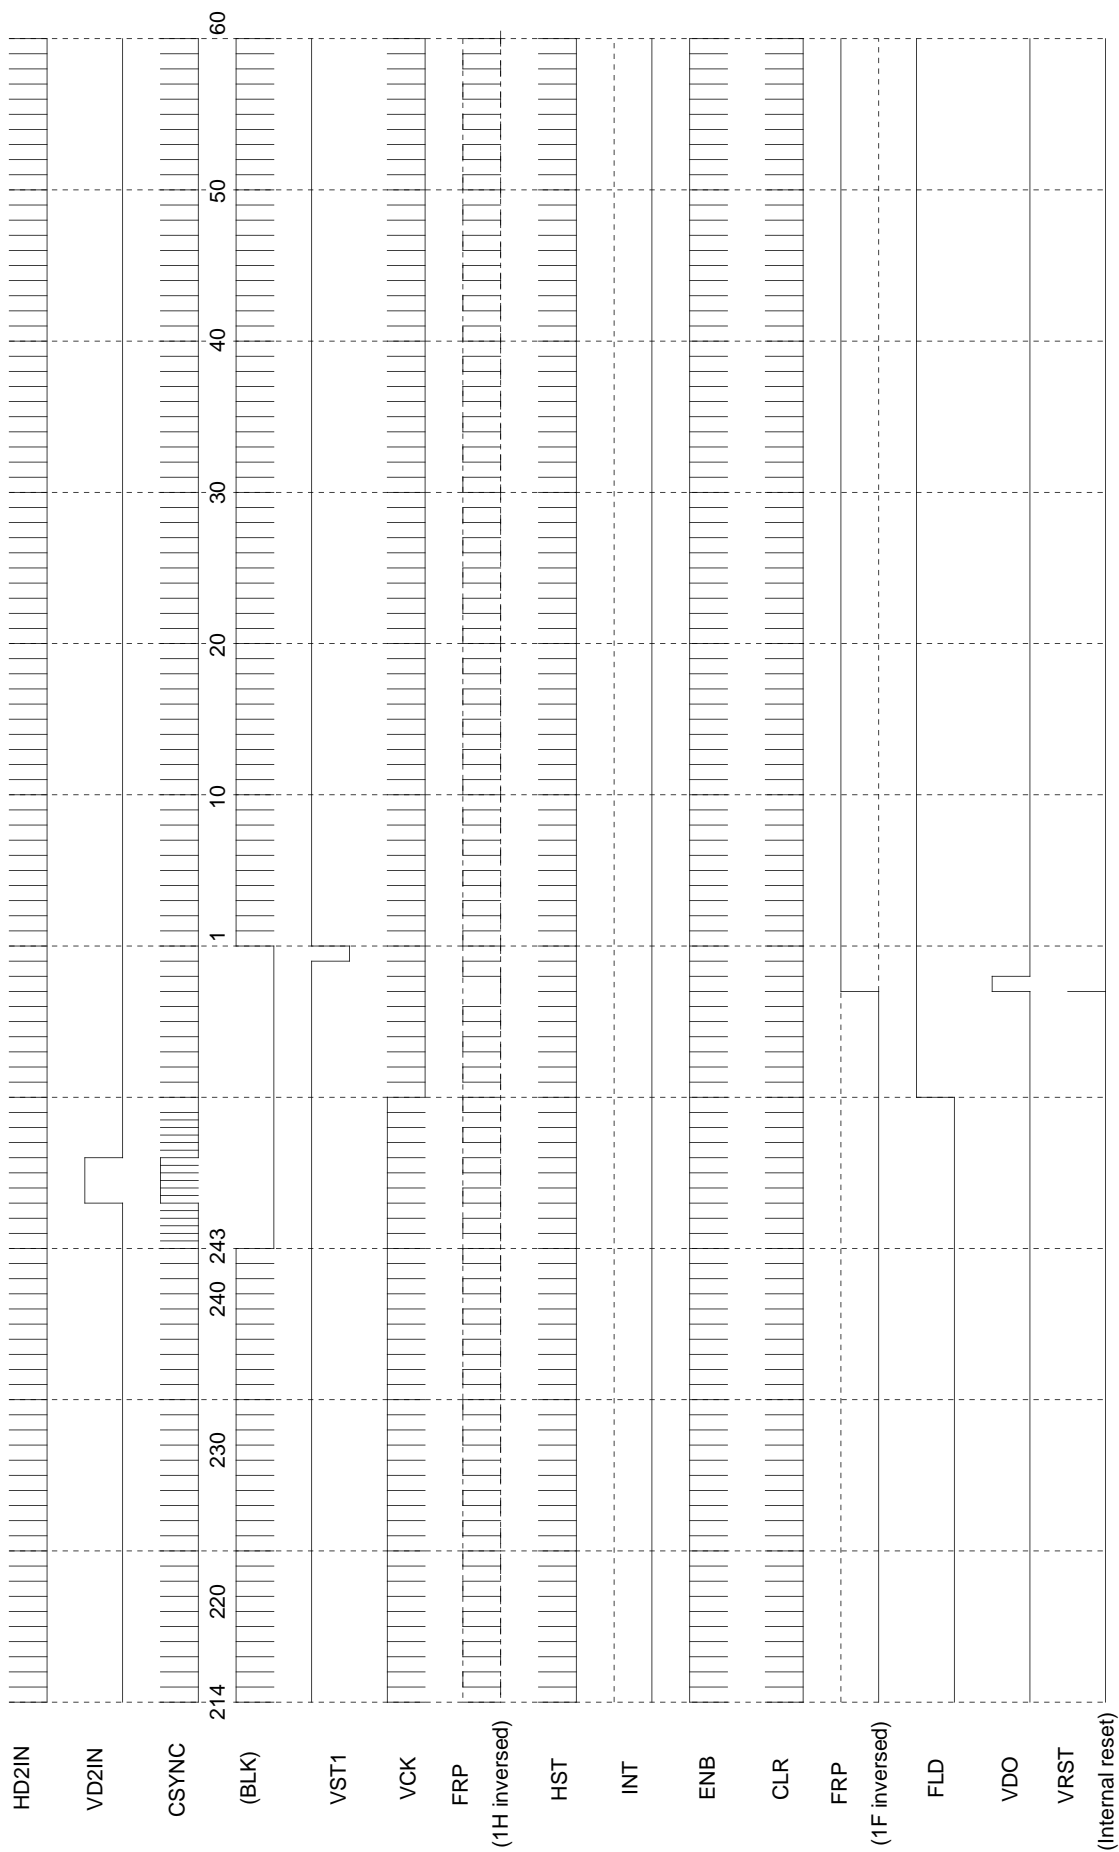 HD2IN
VD2IN
CSYNC
214 220 230 240 243 1 10 20 30 40 50 60
(BLK)
VST1
VCK
FRP
(1H inversed)
HST
INT
ENB
CLR
FRP
(1F inversed)
FLD
VDO
VRST
(Internal reset)